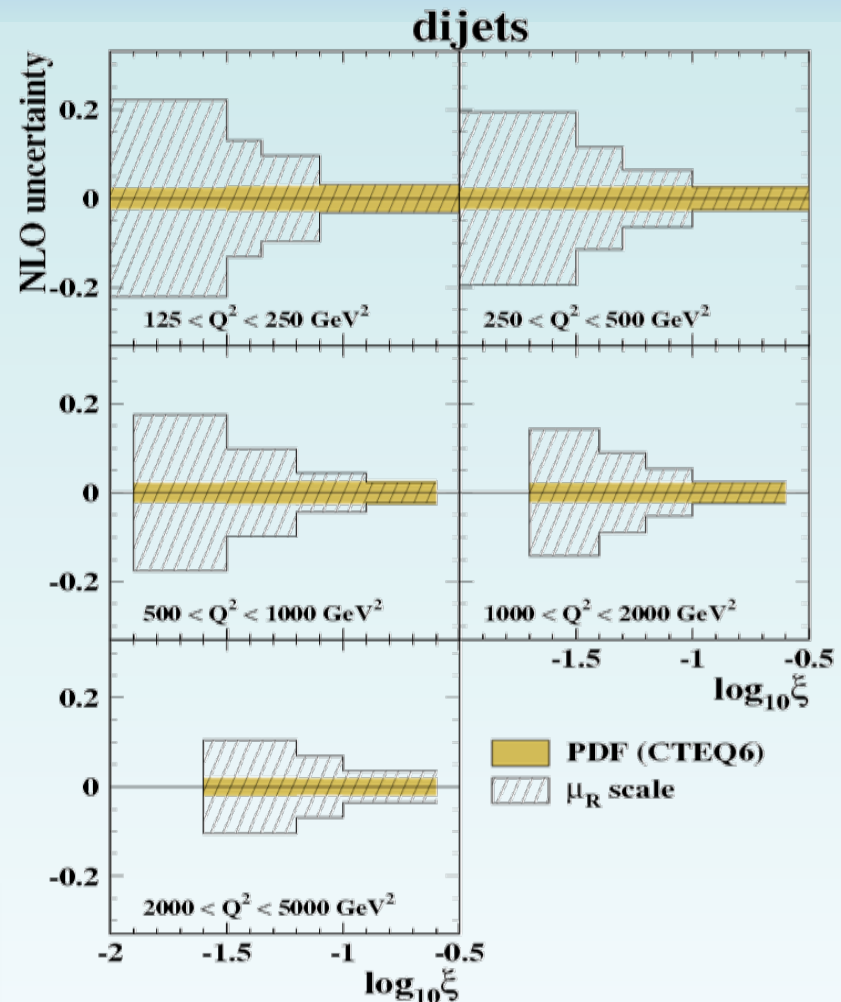 dijets
NLO uncertainty
0.2
0
-0.2
125 < Q² < 250 GeV²
250 < Q² < 500 GeV²
0.2
0
-0.2
500 < Q² < 1000 GeV²
1000 < Q² < 2000 GeV²
-1.5 -1 -0.5
log₁₀ξ
0.2
0
-0.2
PDF (CTEQ6)
μ_R scale
2000 < Q² < 5000 GeV²
-2 -1.5 -1 -0.5
log₁₀ξ